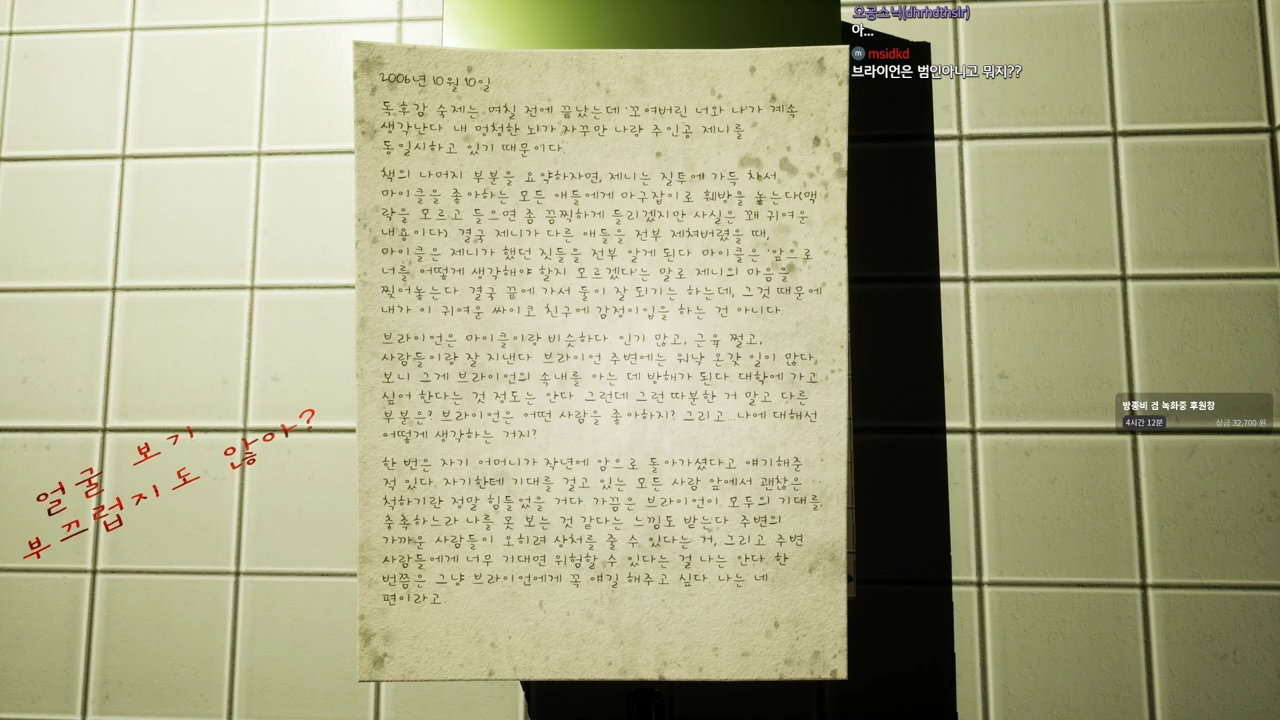 오공소닉(dhrhdthslr)
아...
msidkd
브라이언은 범인아니고 뭐지??
2006년 10월 10일
독후감 숙제는 며칠 전에 끝났는데 '꼬여버린 너와 나'가 계속
생각난다. 내 멍청한 뇌가 자꾸만 나랑 주인공 제니를
동일시하고 있기 때문이다.
책의 나머지 부분을 요약하자면, 제니는 질투에 가득 차서
마이클을 좋아하는 모든 애들에게 마구잡이로 훼방을 놓는다(맥
락을 모르고 들으면 좀 끔찍하게 들리겠지만 사실은 꽤 귀여운
내용이다). 결국 제니가 다른 애들을 전부 제쳐버렸을 때,
마이클은 제니가 했던 짓들을 전부 알게 된다. 마이클은 '앞으로
너를 어떻게 생각해야 할지 모르겠다'는 말로 제니의 마음을
찢어놓는다. 결국 끝에 가서 둘이 잘 되기는 하는데, 그것 때문에
내가 이 귀여운 싸이코 친구에 감정이입을 하는 건 아니다.
브라이언은 마이클이랑 비슷하다. 인기 많고, 근육 쩔고,
사람들이랑 잘 지낸다. 브라이언 주변에는 워낙 온갖 일이 많다
보니 그게 브라이언의 속내를 아는 데 방해가 된다. 대학에 가고
싶어 한다는 것 정도는 안다. 그런데 그런 따분한 거 말고 다른
부분은? 브라이언은 어떤 사람을 좋아하지? 그리고... 나에 대해선
어떻게 생각하는 거지?
한 번은 자기 어머니가 작년에 암으로 돌아가셨다고 얘기해준
적 있다. 자기한테 기대를 걸고 있는 모든 사람 앞에서 괜찮은
척하기란 정말 힘들었을 거다. 가끔은 브라이언이 모두의 기대를
충족하느라 나를 못 보는 것 같다는 느낌도 받는다. 주변의
가까운 사람들이 오히려 상처를 줄 수 있다는 거, 그리고 주변
사람들에게 너무 기대면 위험할 수 있다는 걸 나는 안다. 한
번쯤은 그냥 브라이언에게 꼭 얘길 해주고 싶다. 나는 네
편이라고.
얼굴 보기
부끄럽지도 않아?
방종비 겸 녹화중 후원창
4시간 12분
상금 32,700 원